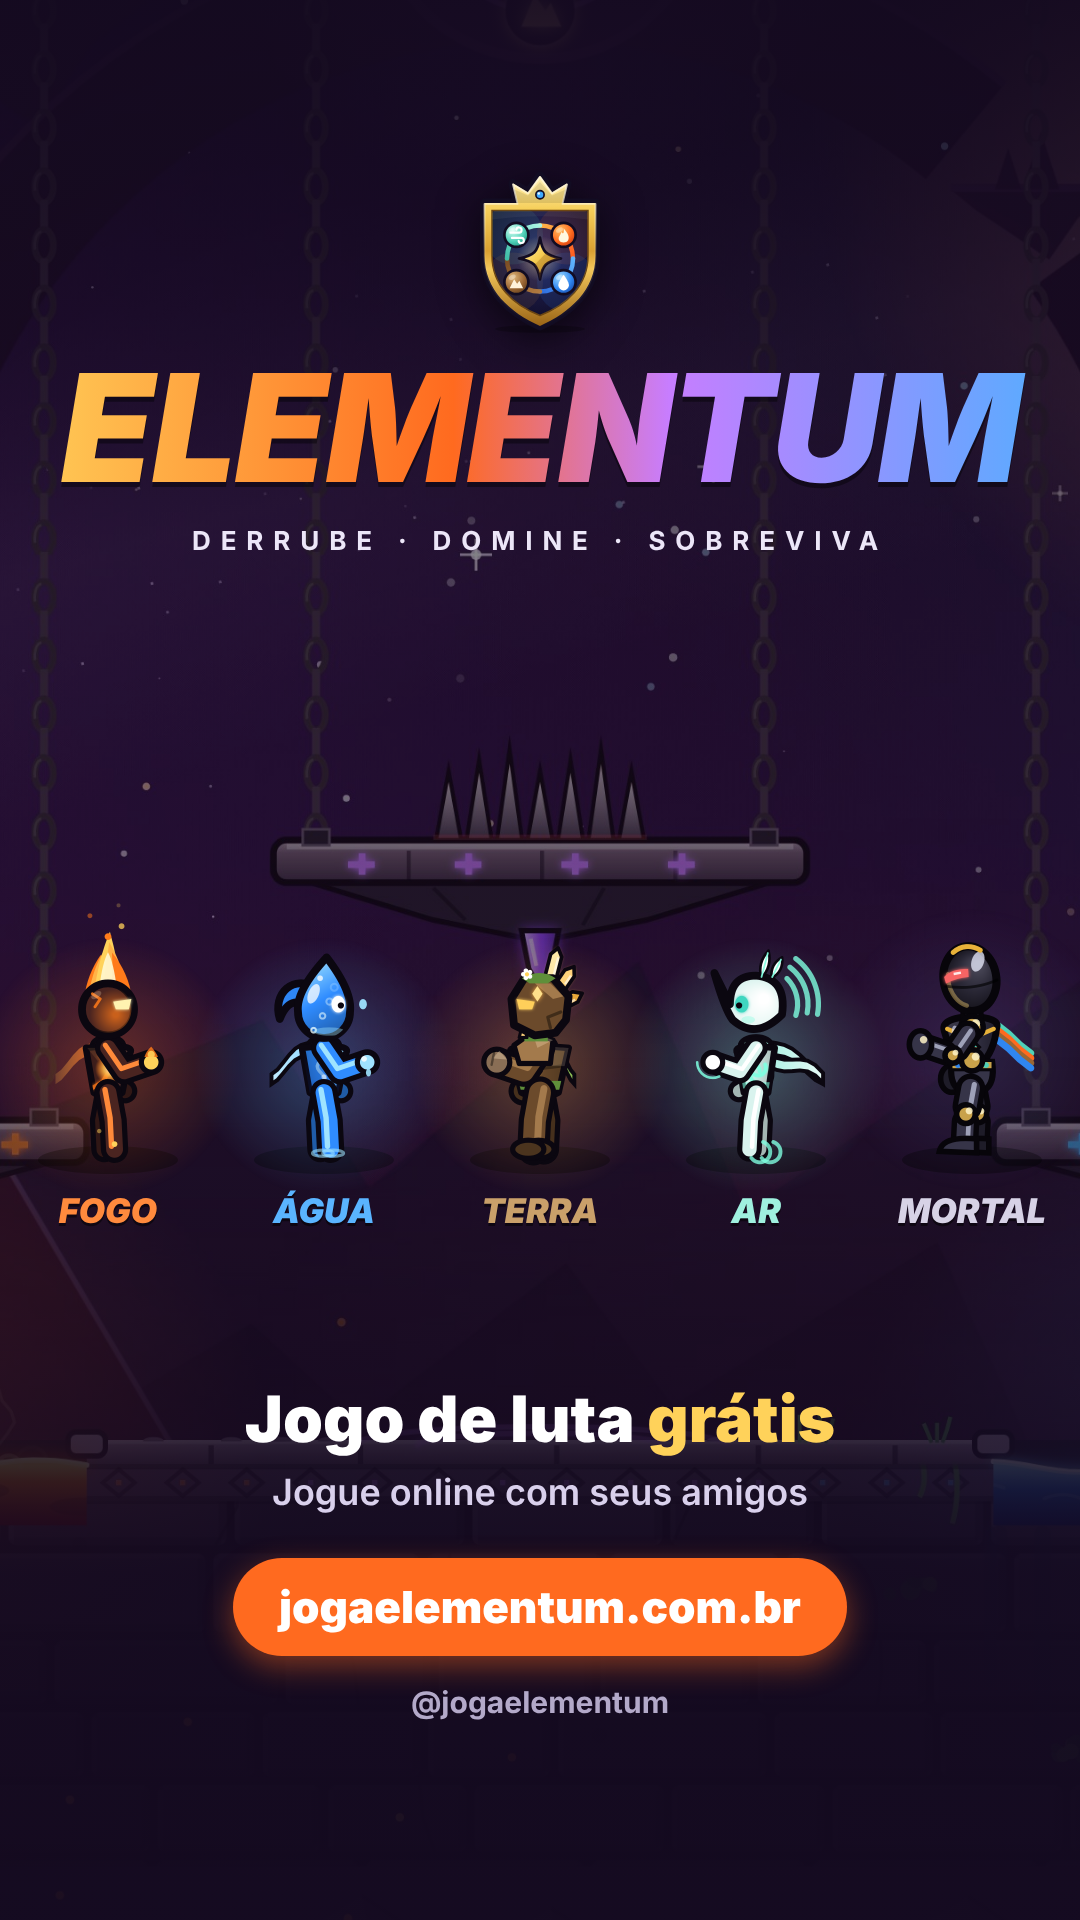 ELEMENTUM
DERRUBE · DOMINE · SOBREVIVA
FOGO ÁGUA TERRA AR MORTAL
Jogo de luta grátis
Jogue online com seus amigos
jogaelementum.com.br
@jogaelementum